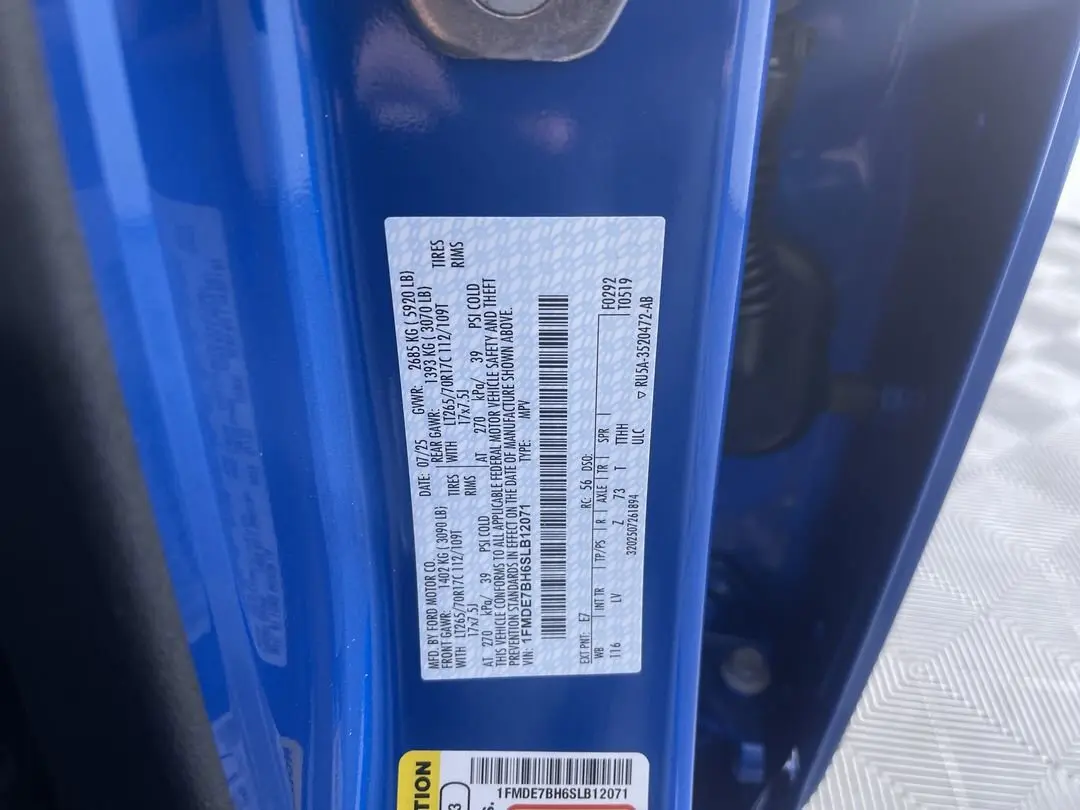 MFD. BY FORD MOTOR CO.
DATE: 07/25 GVWR: 2685 KG ( 5920 LB)
FRONT GAWR: 1402 KG ( 3090 LB) REAR GAWR: 1393 KG ( 3070 LB)
WITH LT265/70R17C 112/109T TIRES WITH LT265/70R17C 112/109T TIRES
17x7.5J RIMS 17x7.5J RIMS
AT 270 kPa/ 39 PSI COLD AT 270 kPa/ 39 PSI COLD
THIS VEHICLE CONFORMS TO ALL APPLICABLE FEDERAL MOTOR VEHICLE SAFETY AND THEFT
PREVENTION STANDARDS IN EFFECT ON THE DATE OF MANUFACTURE SHOWN ABOVE.
VIN: 1FMDE7BH6SLB12071 TYPE: MPV
EXT PNT: E7 RC: 56 DSO: F0292
WB INT TR TP/PS R AXLE TR SPR T0519
116 LV Z 73 T THH
3202507261894 ULC ▽ RU5A-3520472-AB
TION
1FMDE7BH6SLB12071